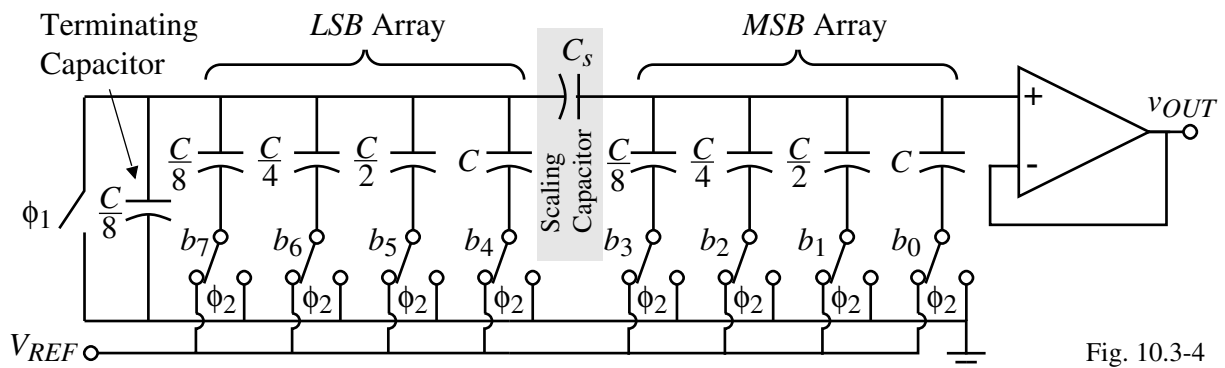 Terminating Capacitor
LSB Array
MSB Array
C_s
Scaling Capacitor
v_OUT
+
-
C/8
C/4
C/2
C
C/8
C/4
C/2
C
C/8
ϕ1
b7
b6
b5
b4
b3
b2
b1
b0
ϕ2
ϕ2
ϕ2
ϕ2
ϕ2
ϕ2
ϕ2
ϕ2
V_REF
Fig. 10.3-4